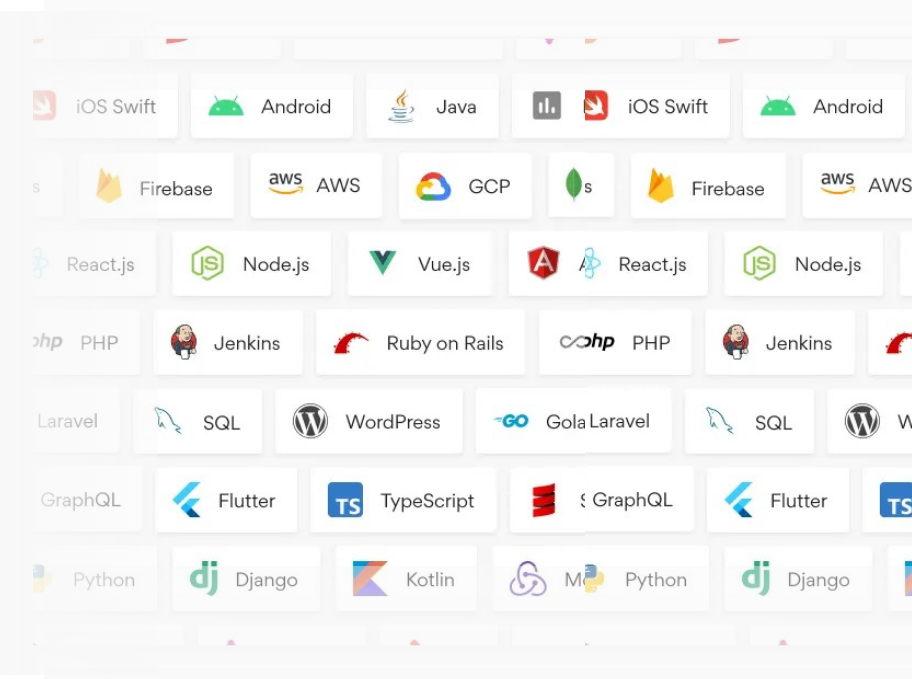 iOS Swift Android Java iOS Swift Android
s Firebase aws AWS GCP s Firebase aws AWS
React.js JS Node.js Vue.js A React.js JS Node.js
php PHP Jenkins Ruby on Rails php PHP Jenkins
Laravel SQL WordPress GO Gola Laravel SQL W
GraphQL Flutter TS TypeScript GraphQL Flutter TS
Python dj Django Kotlin M Python dj Django